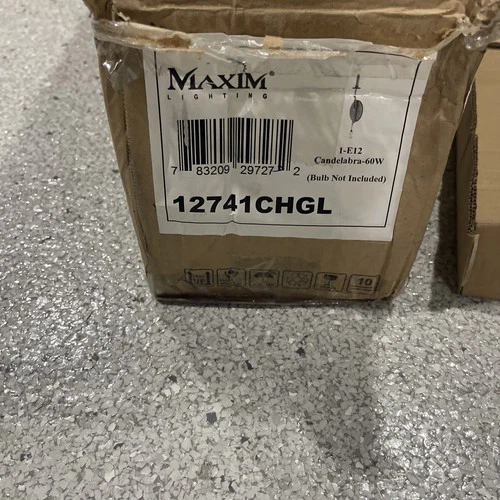 MAXIM®
LIGHTING
1-E12
Candelabra-60W
(Bulb Not Included)
7 83209 29727 2
12741CHGL
10